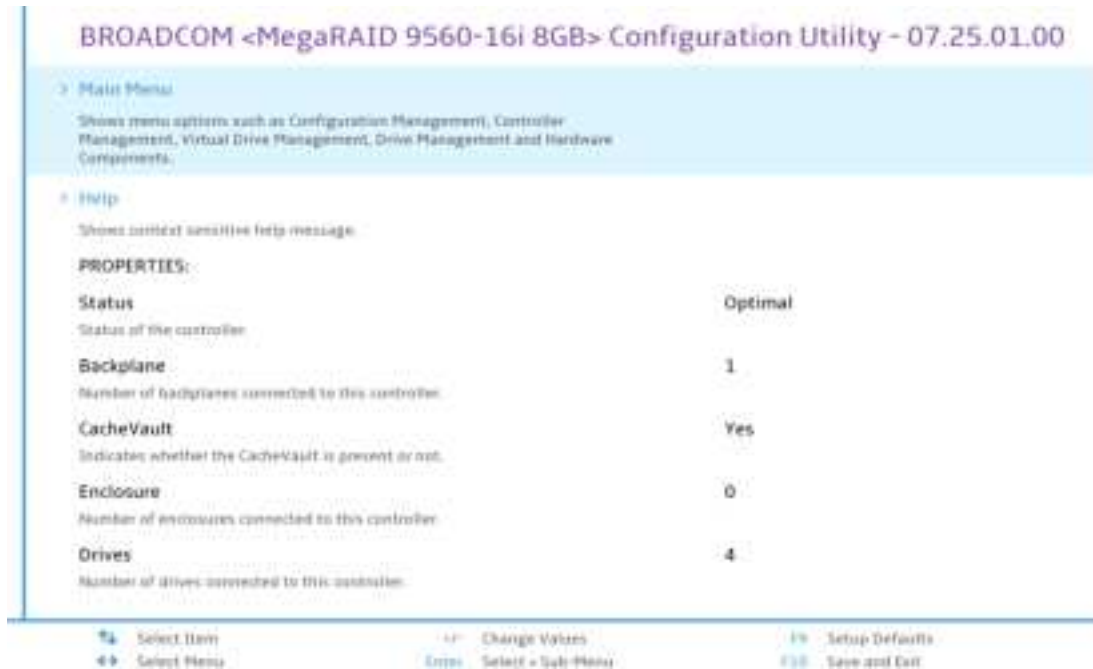 BROADCOM <MegaRAID 9560-16i 8GB> Configuration Utility - 07.25.01.00
Main Menu
Shows menu options such as Configuration Management, Controller
Management, Virtual Drive Management, Drive Management and Hardware
Components.
Help
Shows context sensitive help message.
PROPERTIES:
Status Optimal
Status of the controller
Backplane 1
Number of backplanes connected to this controller.
CacheVault Yes
Indicates whether the CacheVault is present or not.
Enclosure 0
Number of enclosures connected to this controller.
Drives 4
Number of drives connected to this controller.
Select Item +/- Change Values F9 Setup Defaults
Select Menu Enter Select > Sub-Menu F10 Save and Exit